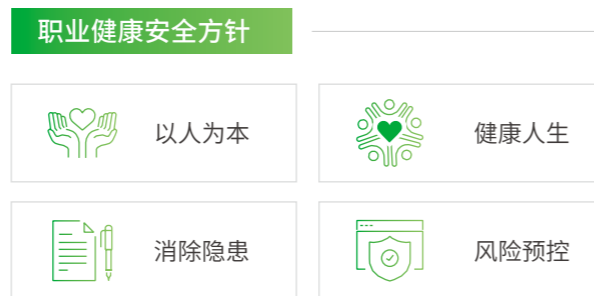 职业健康安全方针
以人为本
健康人生
消除隐患
风险预控